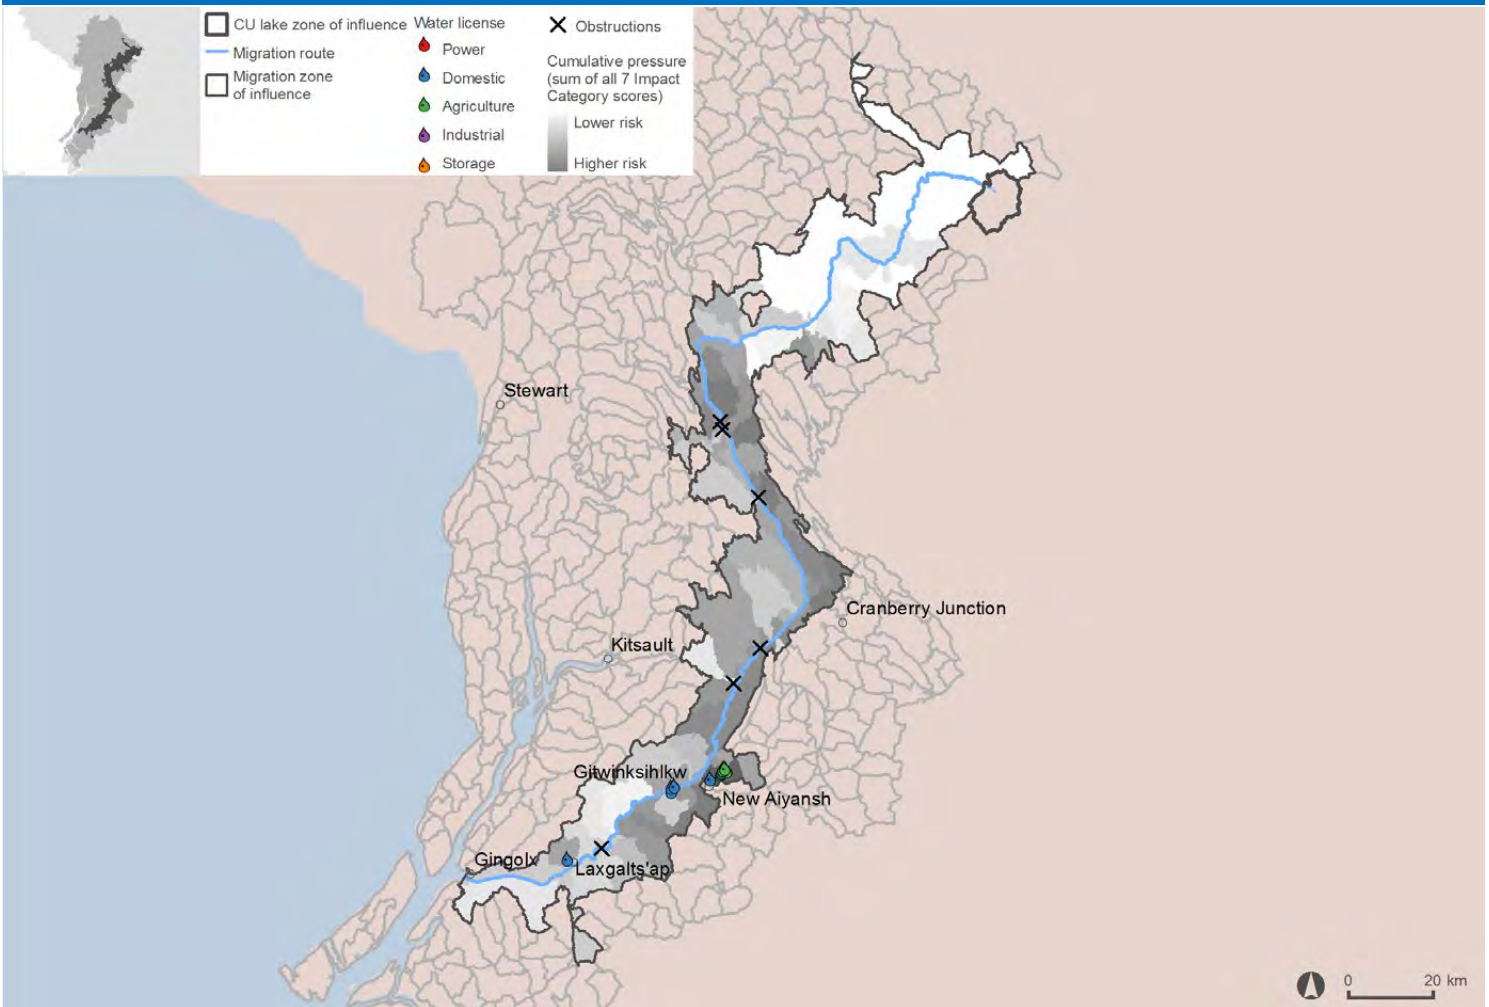 CU lake zone of influence
Migration route
Migration zone
of influence
Water license
Power
Domestic
Agriculture
Industrial
Storage
Obstructions
Cumulative pressure
(sum of all 7 Impact
Category scores)
Lower risk
Higher risk
Stewart
Cranberry Junction
Kitsault
Gitwinksihlkw
New Aiyansh
Gingolx
Laxgalts'ap
0 20 km